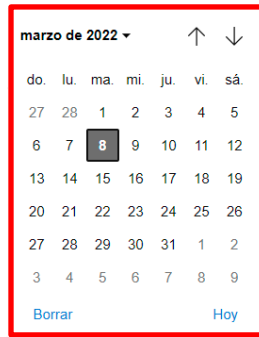 marzo de 2022
do. lu. ma. mi. ju. vi. sá.
27 28 1 2 3 4 5
6 7 8 9 10 11 12
13 14 15 16 17 18 19
20 21 22 23 24 25 26
27 28 29 30 31 1 2
3 4 5 6 7 8 9
Borrar Hoy